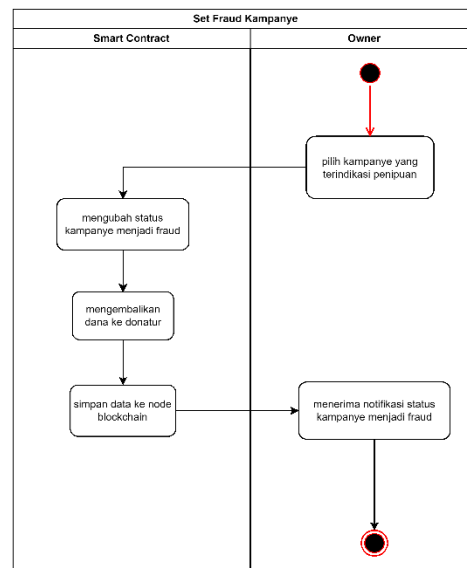 Set Fraud Kampanye
Smart Contract
Owner
pilih kampanye yang
terindikasi penipuan
mengubah status
kampanye menjadi fraud
mengembalikan
dana ke donatur
simpan data ke node
blockchain
menerima notifikasi status
kampanye menjadi fraud